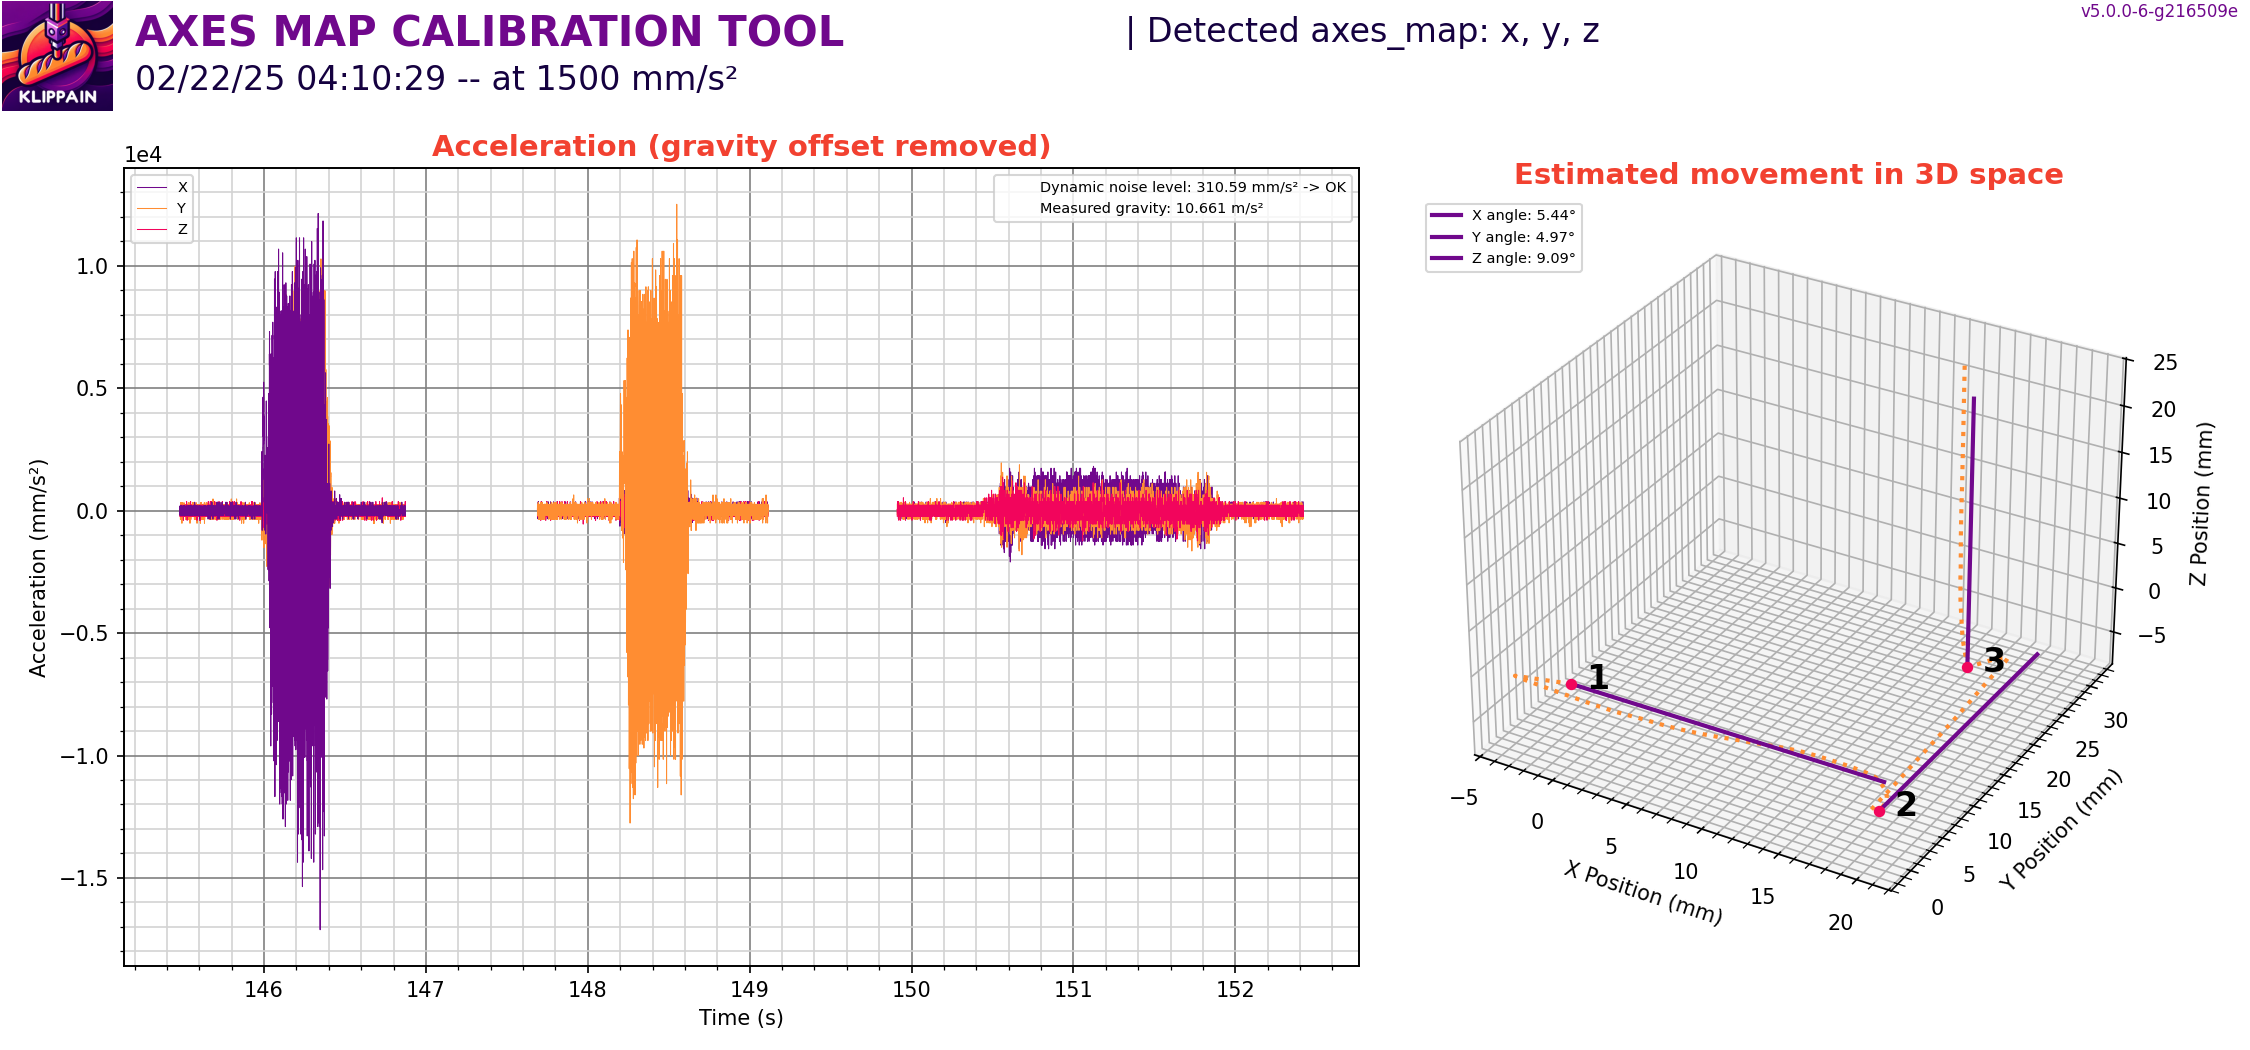 KLIPPAIN
AXES MAP CALIBRATION TOOL
02/22/25 04:10:29 -- at 1500 mm/s²
| Detected axes_map: x, y, z
v5.0.0-6-g216509e
Acceleration (gravity offset removed)
1e4
X
Y
Z
Dynamic noise level: 310.59 mm/s² -> OK
Measured gravity: 10.661 m/s²
Acceleration (mm/s²)
1.0
0.5
0.0
−0.5
−1.0
−1.5
146
147
148
149
150
151
152
Time (s)
Estimated movement in 3D space
X angle: 5.44°
Y angle: 4.97°
Z angle: 9.09°
1
2
3
−5
0
5
10
15
20
X Position (mm)
0
5
10
15
20
25
30
Y Position (mm)
25
20
15
10
5
0
−5
Z Position (mm)